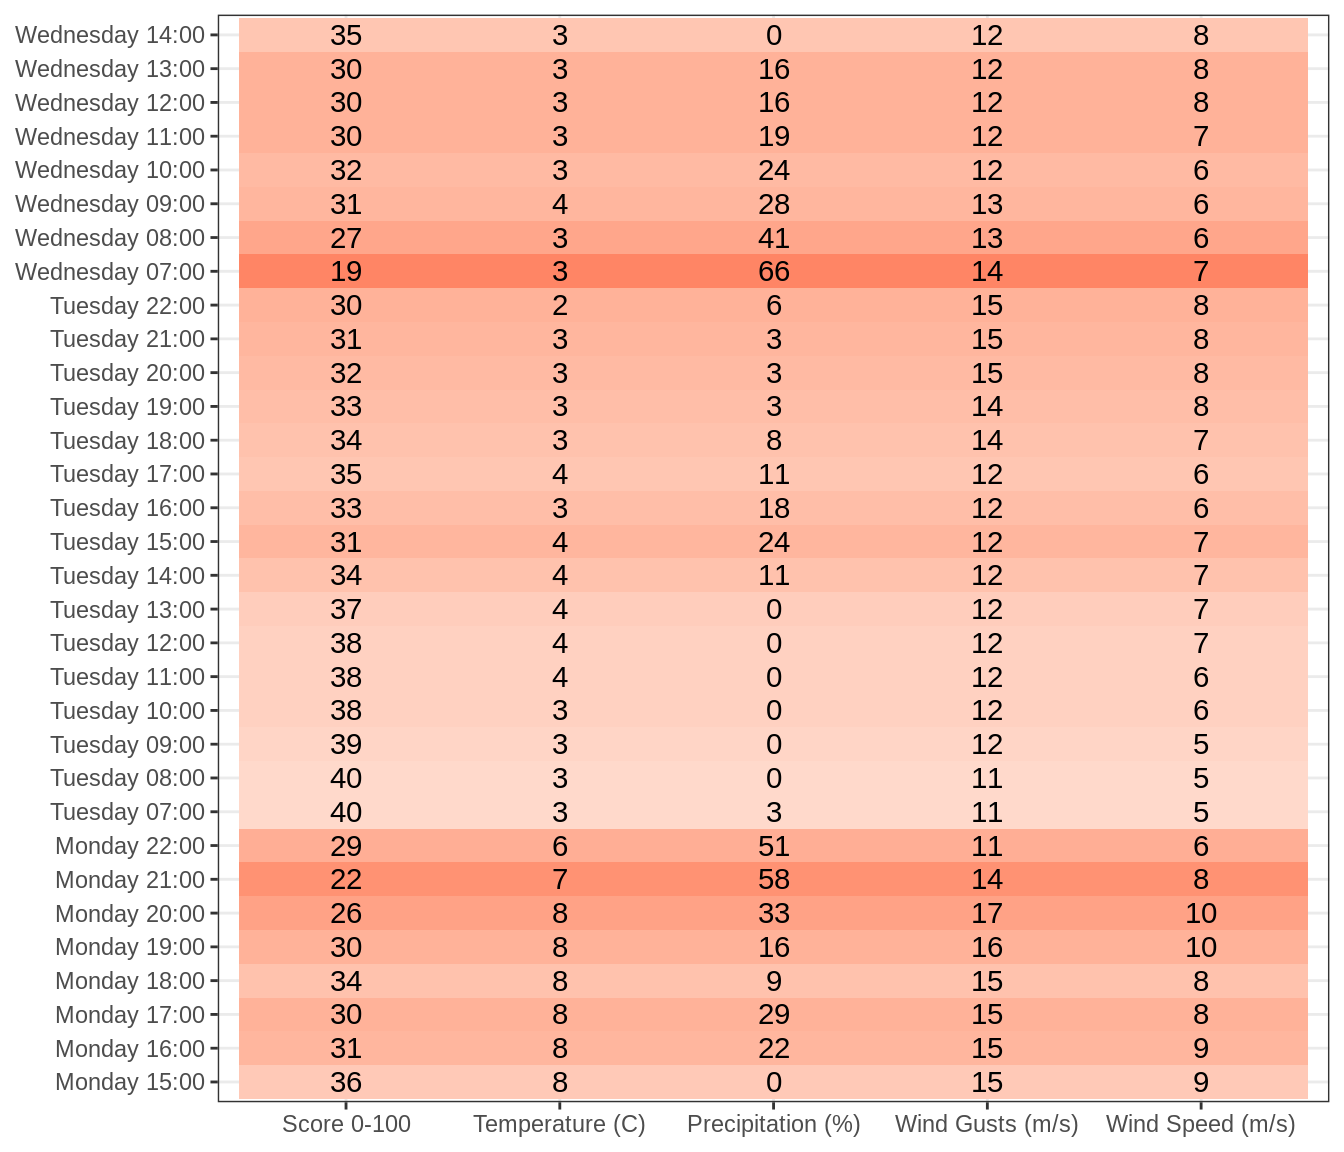 Wednesday 14:00 35 3 0 12 8
Wednesday 13:00 30 3 16 12 8
Wednesday 12:00 30 3 16 12 8
Wednesday 11:00 30 3 19 12 7
Wednesday 10:00 32 3 24 12 6
Wednesday 09:00 31 4 28 13 6
Wednesday 08:00 27 3 41 13 6
Wednesday 07:00 19 3 66 14 7
Tuesday 22:00 30 2 6 15 8
Tuesday 21:00 31 3 3 15 8
Tuesday 20:00 32 3 3 15 8
Tuesday 19:00 33 3 3 14 8
Tuesday 18:00 34 3 8 14 7
Tuesday 17:00 35 4 11 12 6
Tuesday 16:00 33 3 18 12 6
Tuesday 15:00 31 4 24 12 7
Tuesday 14:00 34 4 11 12 7
Tuesday 13:00 37 4 0 12 7
Tuesday 12:00 38 4 0 12 7
Tuesday 11:00 38 4 0 12 6
Tuesday 10:00 38 3 0 12 6
Tuesday 09:00 39 3 0 12 5
Tuesday 08:00 40 3 0 11 5
Tuesday 07:00 40 3 3 11 5
Monday 22:00 29 6 51 11 6
Monday 21:00 22 7 58 14 8
Monday 20:00 26 8 33 17 10
Monday 19:00 30 8 16 16 10
Monday 18:00 34 8 9 15 8
Monday 17:00 30 8 29 15 8
Monday 16:00 31 8 22 15 9
Monday 15:00 36 8 0 15 9
Score 0-100 Temperature (C) Precipitation (%) Wind Gusts (m/s) Wind Speed (m/s)